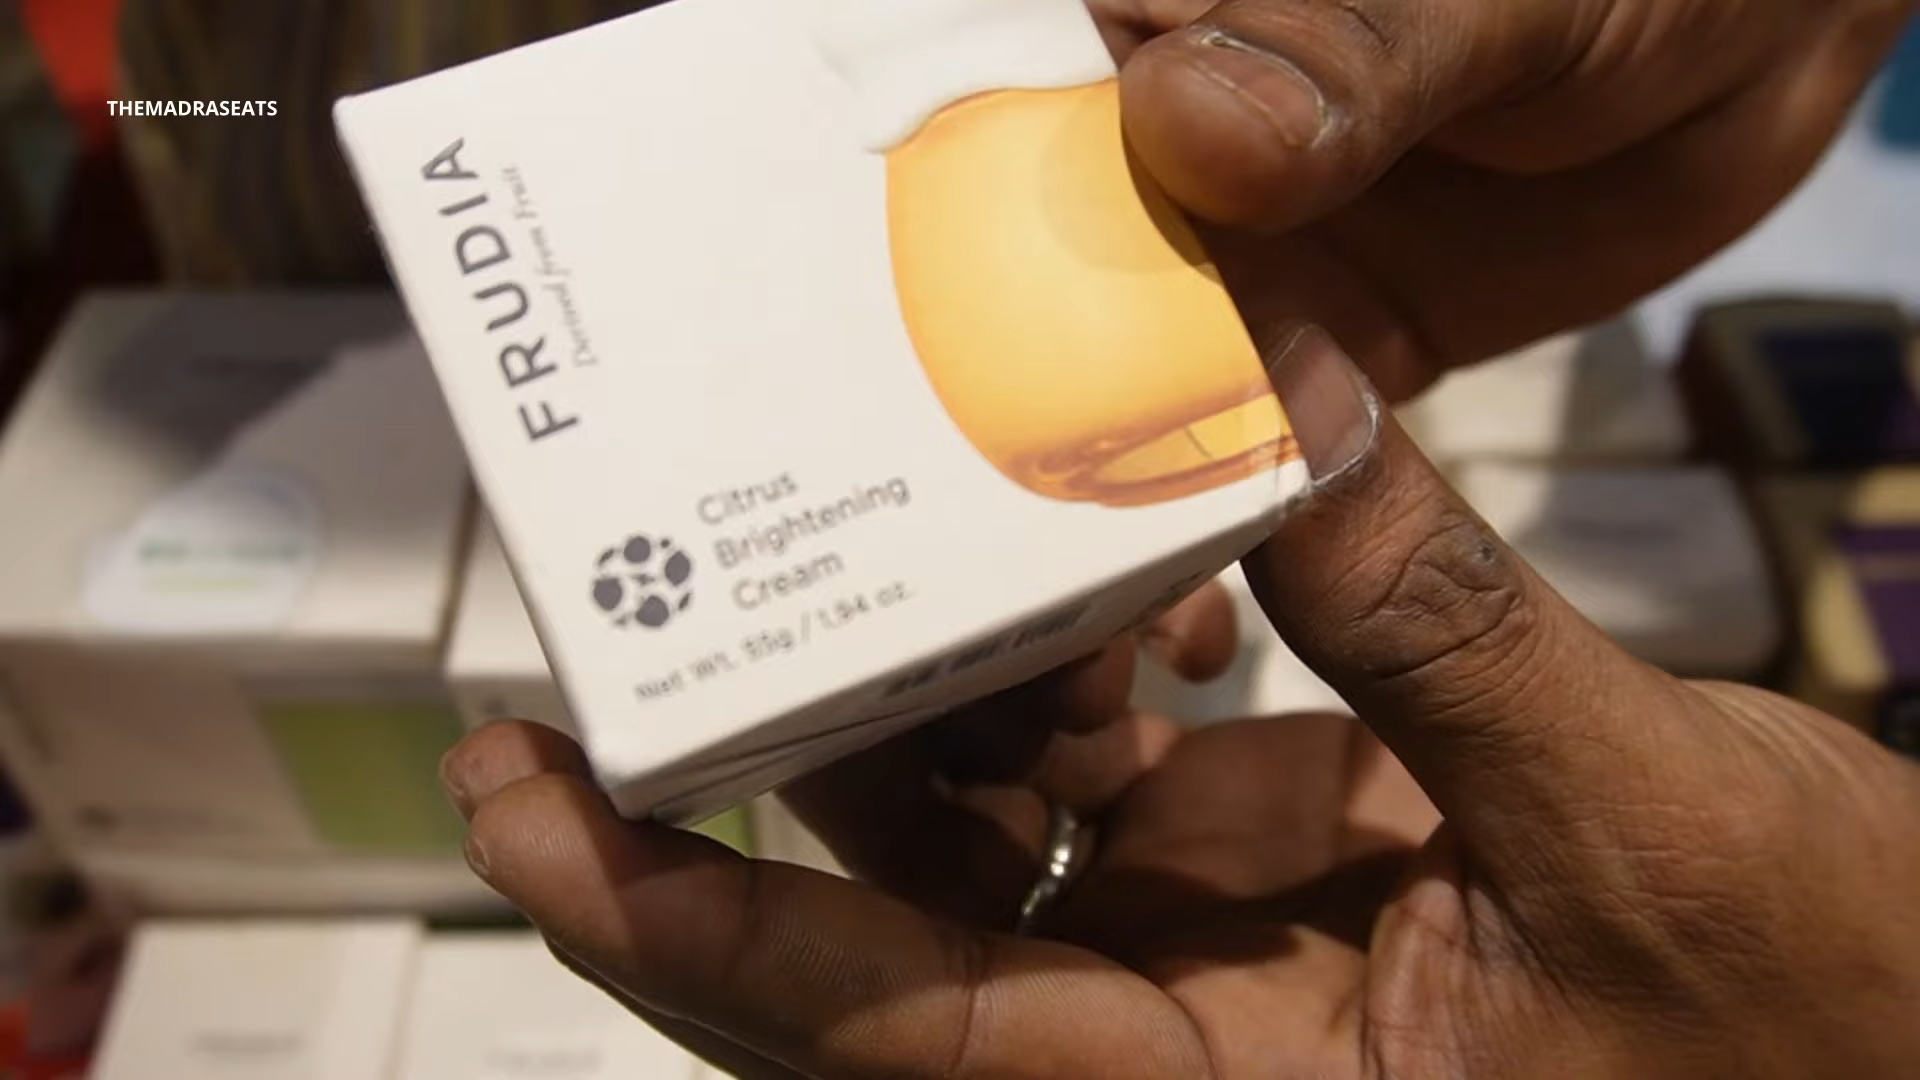 THEMADRASEATS
FRUDIA
Derived from Fruit
Citrus
Brightening
Cream
Net Wt. 55g / 1.94 oz.